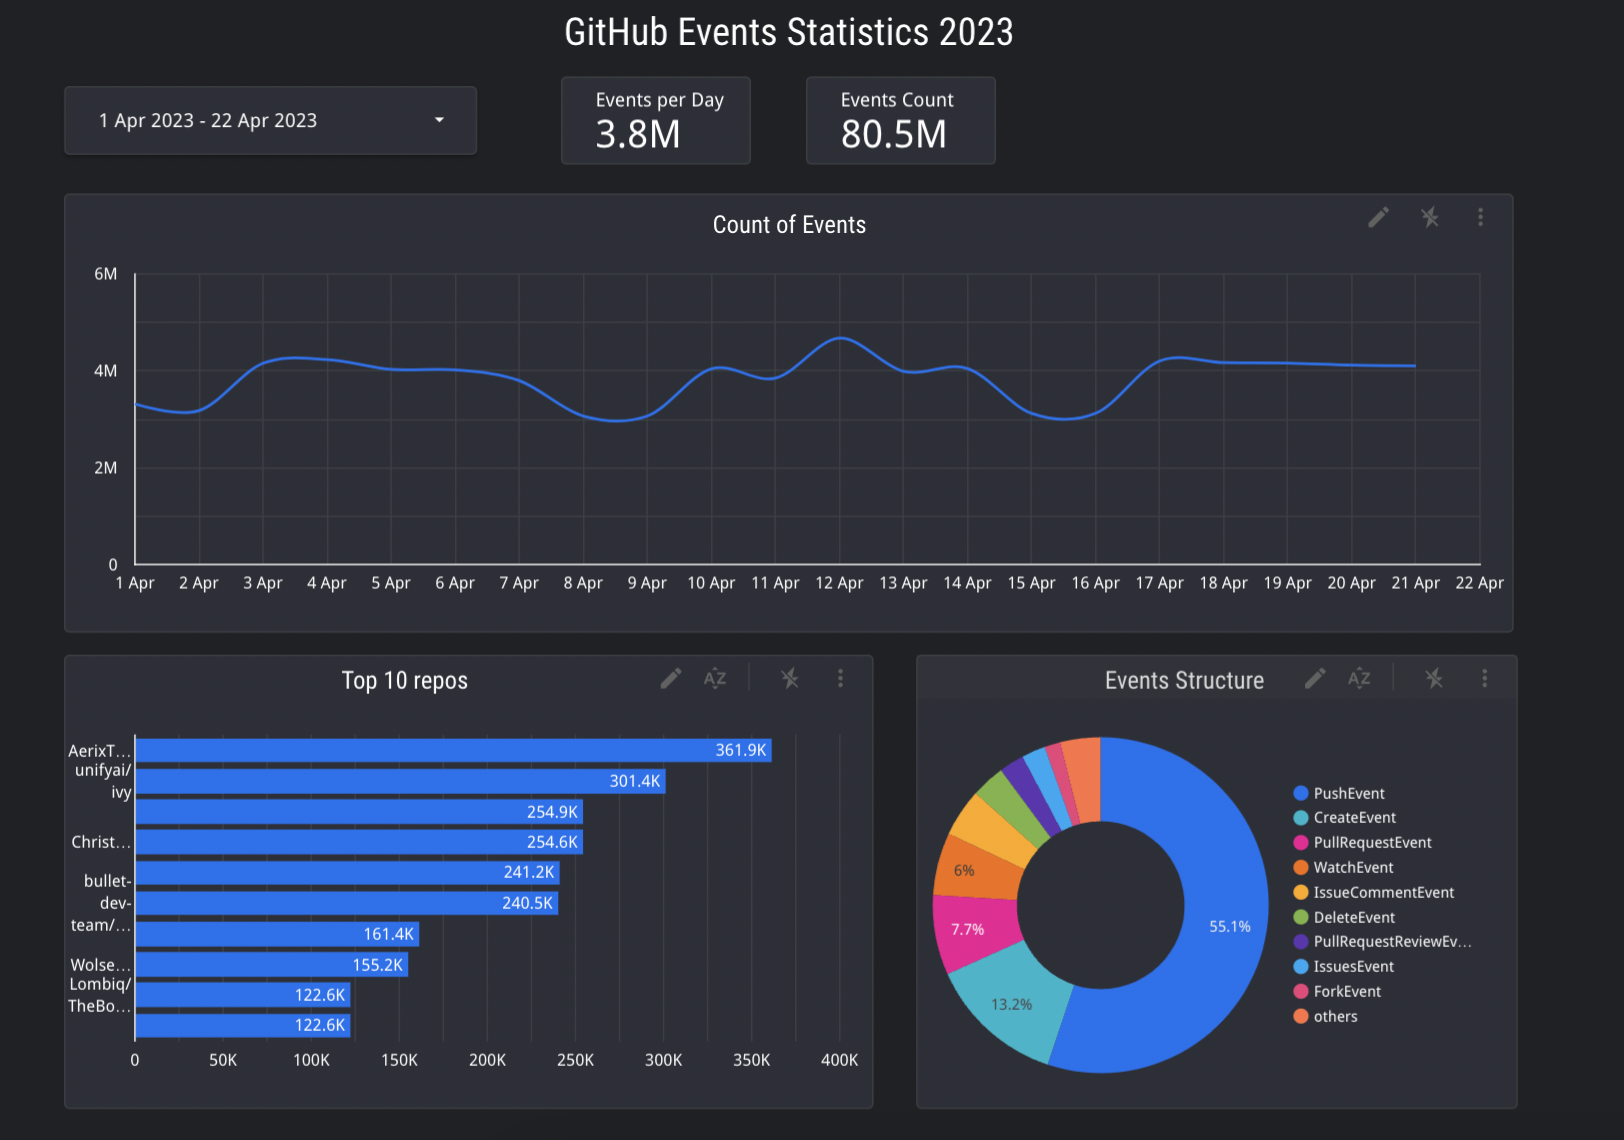 GitHub Events Statistics 2023
1 Apr 2023 - 22 Apr 2023
Events per Day
3.8M
Events Count
80.5M
Count of Events
6M
4M
2M
0
1 Apr 2 Apr 3 Apr 4 Apr 5 Apr 6 Apr 7 Apr 8 Apr 9 Apr 10 Apr 11 Apr 12 Apr 13 Apr 14 Apr 15 Apr 16 Apr 17 Apr 18 Apr 19 Apr 20 Apr 21 Apr 22 Apr
Top 10 repos
AZ
AerixT... 361.9K
unifyai/
ivy
301.4K
254.9K
Christ... 254.6K
241.2K
bullet-
dev-
team/...
240.5K
161.4K
Wolse... 155.2K
Lombiq/
TheBo...
122.6K
122.6K
0 50K 100K 150K 200K 250K 300K 350K 400K
Events Structure
AZ
55.1%
13.2%
7.7%
6%
PushEvent
CreateEvent
PullRequestEvent
WatchEvent
IssueCommentEvent
DeleteEvent
PullRequestReviewEv...
IssuesEvent
ForkEvent
others